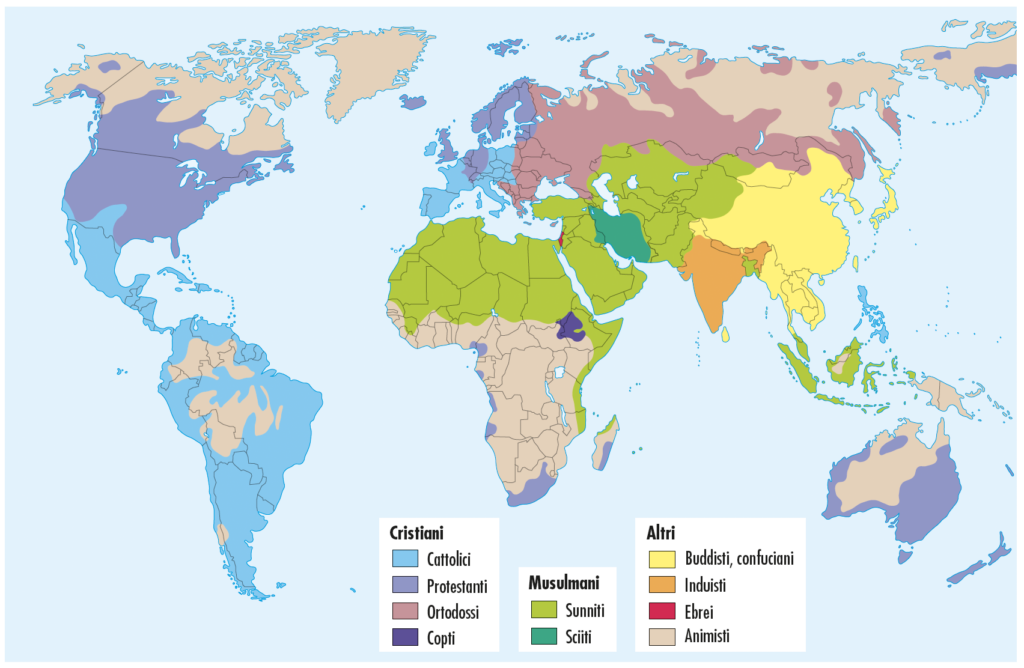 Cristiani
Cattolici
Protestanti
Ortodossi
Copti
Musulmani
Sunniti
Sciiti
Altri
Buddisti, confuciani
Induisti
Ebrei
Animisti